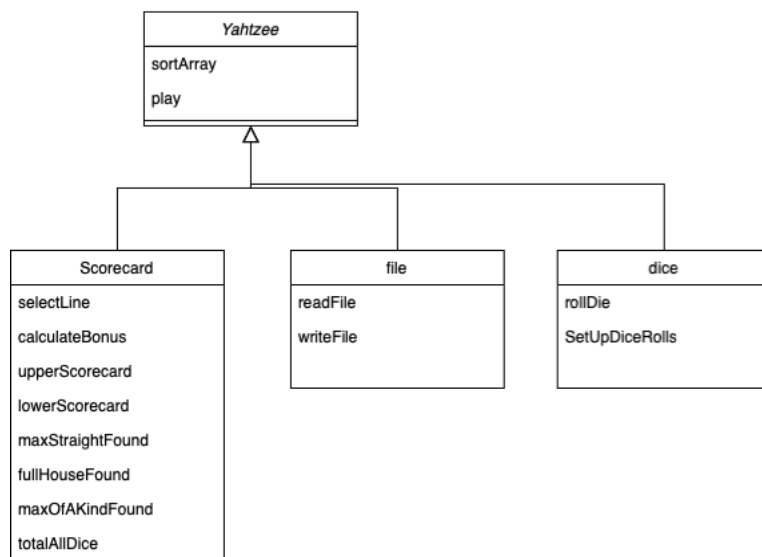 Yahtzee
sortArray
play
Scorecard
selectLine
calculateBonus
upperScorecard
lowerScorecard
maxStraightFound
fullHouseFound
maxOfAKindFound
totalAllDice
file
readFile
writeFile
dice
rollDie
SetUpDiceRolls